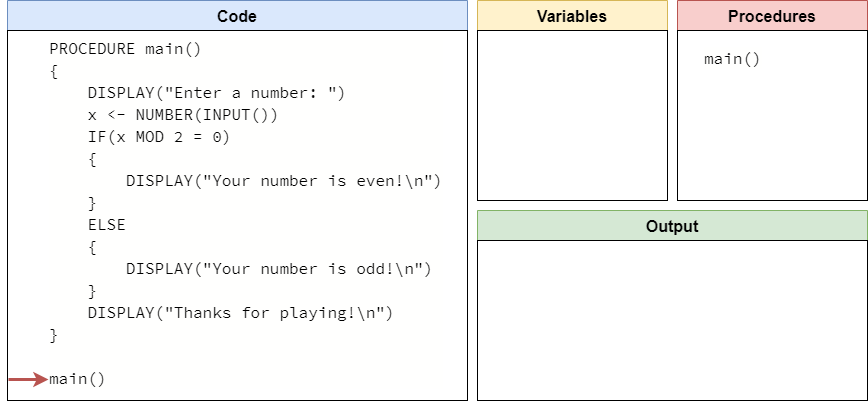 Code
PROCEDURE main()
{
DISPLAY("Enter a number: ")
x <- NUMBER(INPUT())
IF(x MOD 2 = 0)
{
DISPLAY("Your number is even!\n")
}
ELSE
{
DISPLAY("Your number is odd!\n")
}
DISPLAY("Thanks for playing!\n")
}
main()
Variables
Procedures
main()
Output